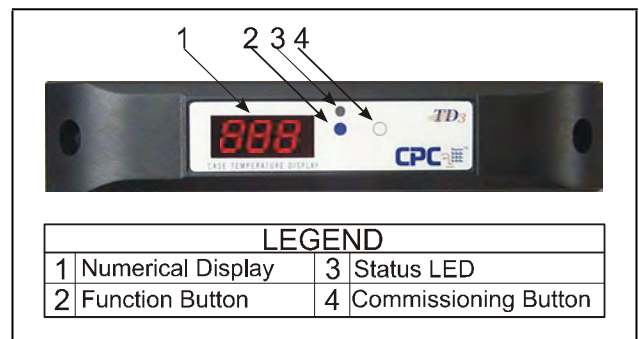 1 2 3 4
888
TD3
CASE TEMPERATURE DISPLAY
CPC
LEGEND
1 Numerical Display 3 Status LED
2 Function Button 4 Commissioning Button